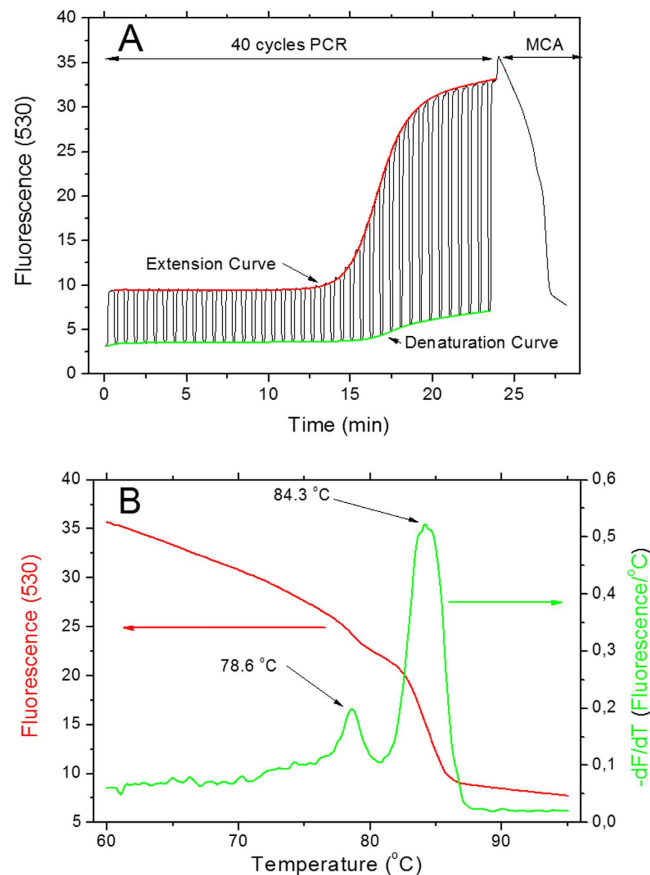 A
40 cycles PCR
MCA
Extension Curve
Denaturation Curve
Fluorescence (530)
40
35
30
25
20
15
10
5
0
0 5 10 15 20 25
Time (min)
B
84.3 °C
78.6 °C
Fluorescence (530)
40
35
30
25
20
15
10
5
0,6
0,5
0,4
0,3
0,2
0,1
0,0
-dF/dT (Fluorescence/°C)
60 70 80 90
Temperature (°C)